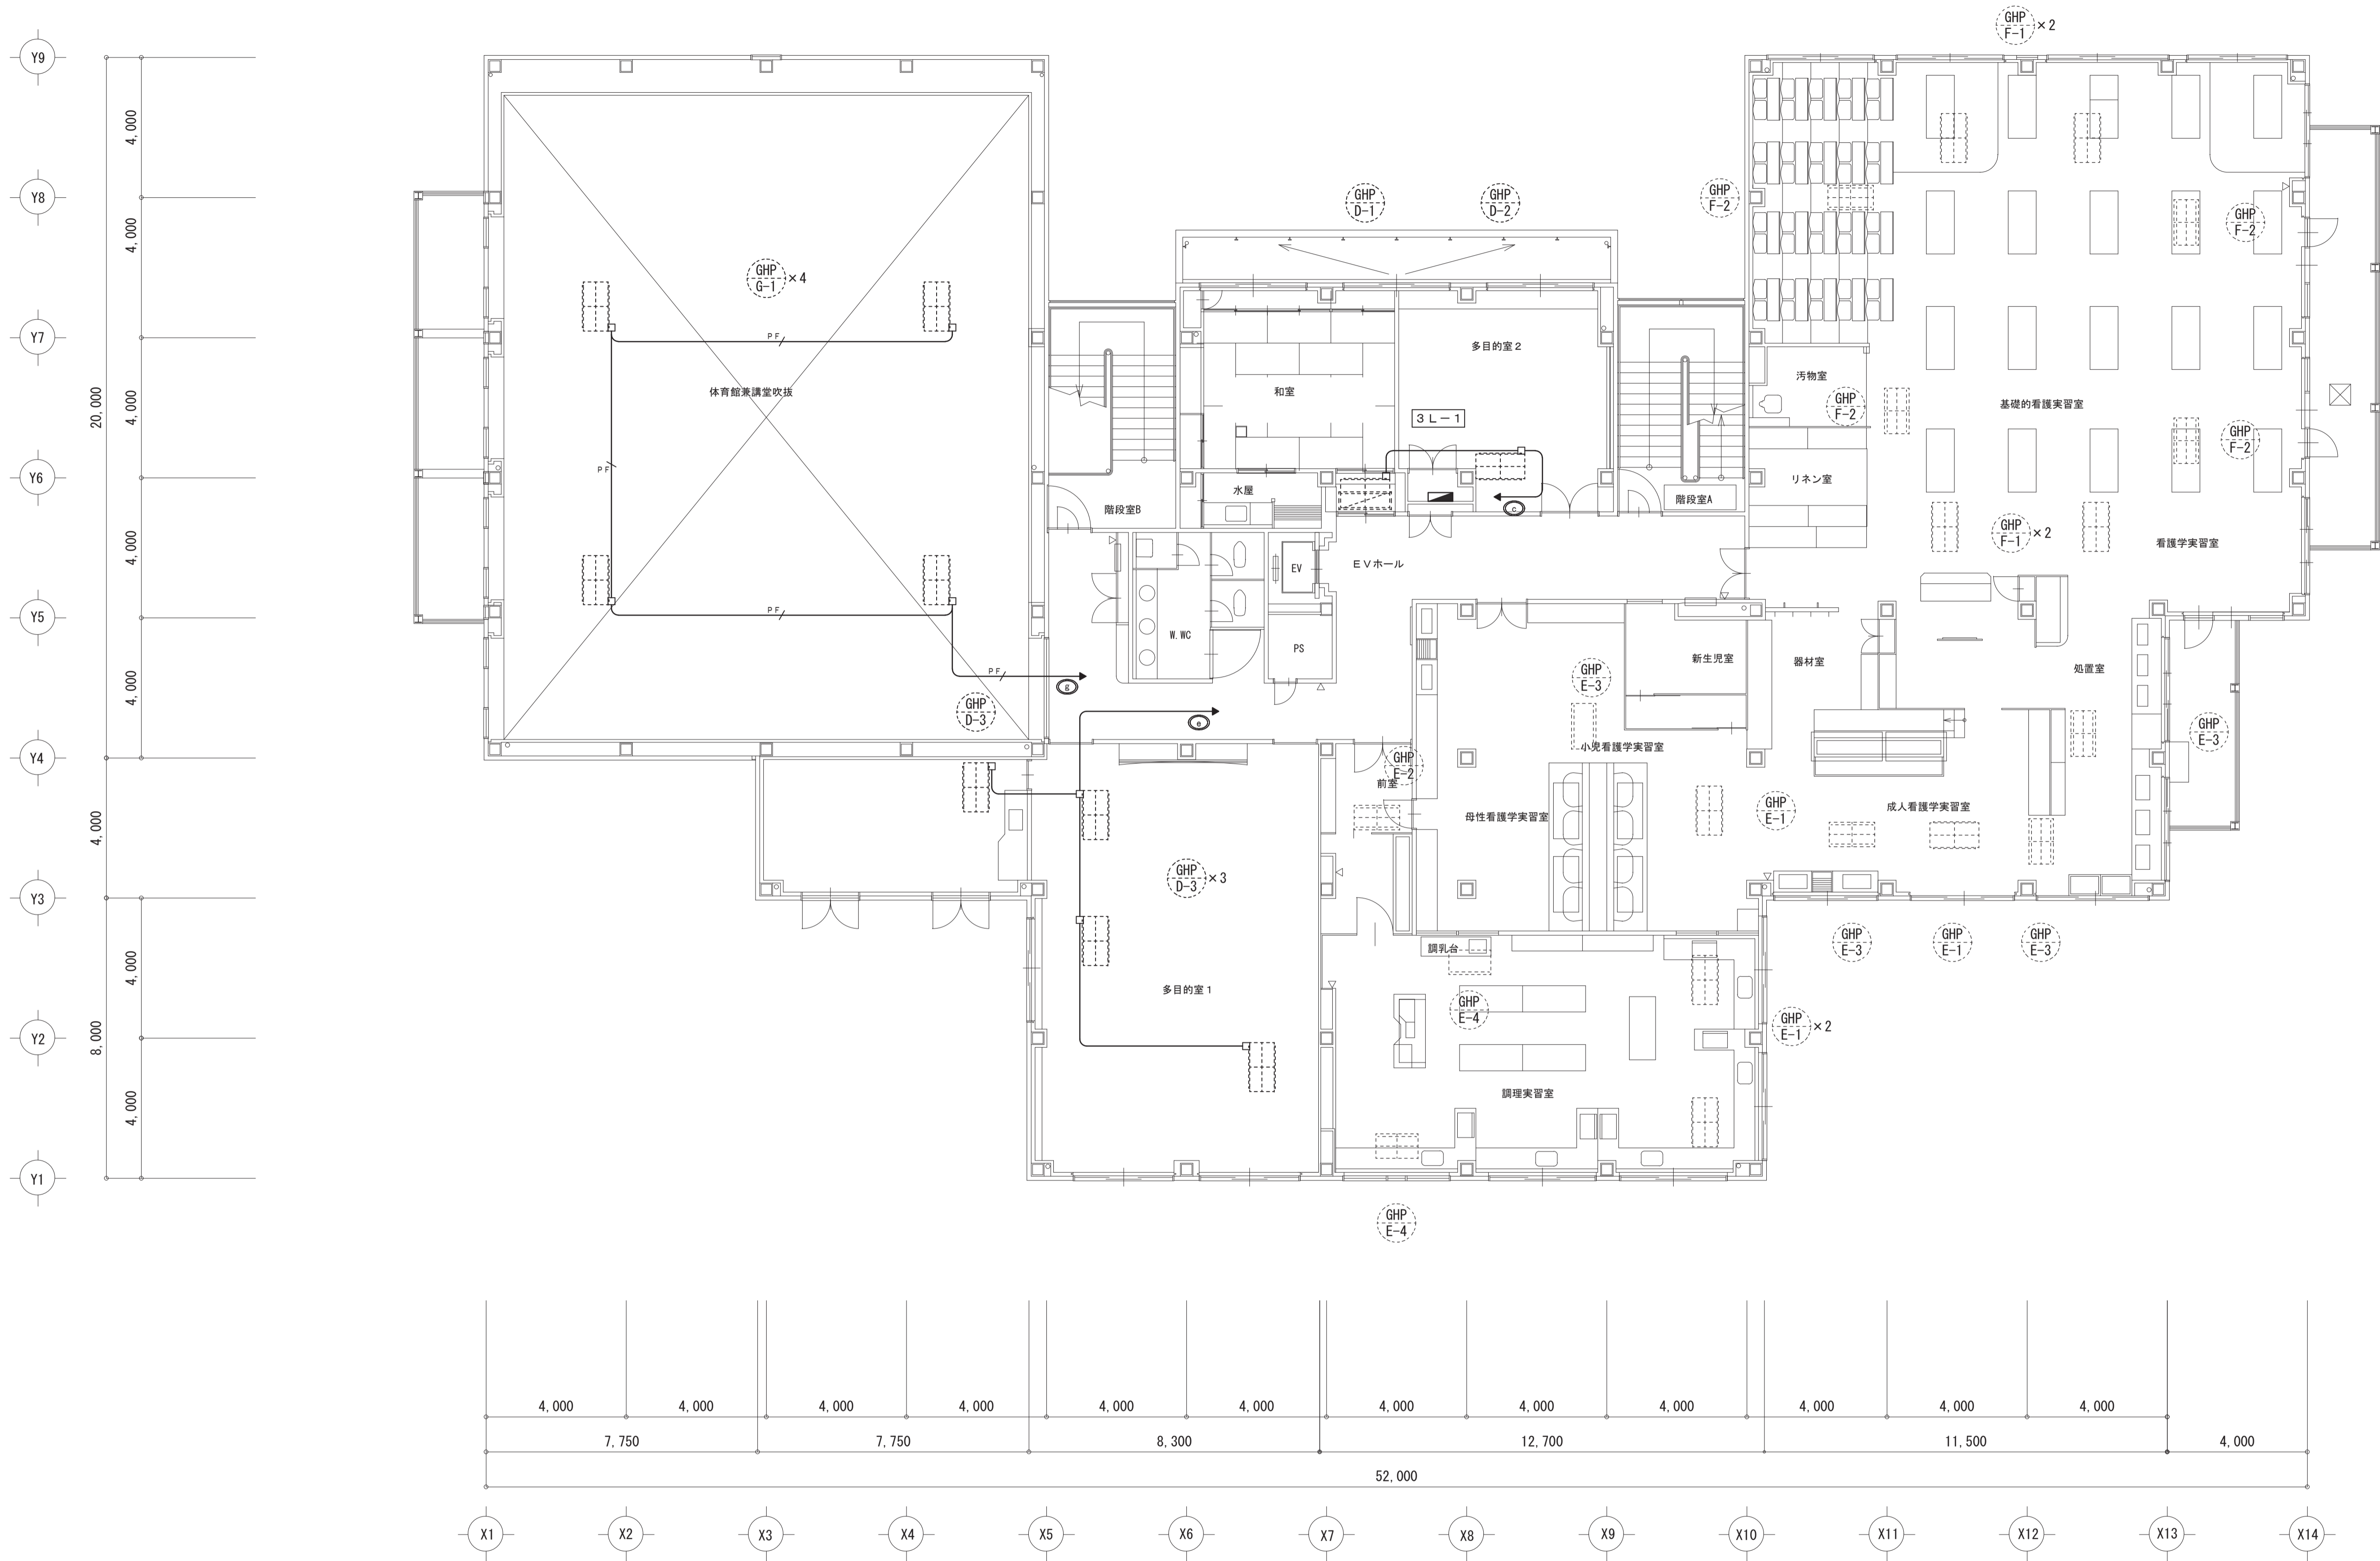 GHP
F-1 ×2
Y9
4,000
Y8
GHP
D-1
GHP
D-2
GHP
F-2
GHP
F-2
4,000
GHP
G-1 ×4
Y7
PF
多目的室2
汚物室
20,000
4,000
体育館兼講堂吹抜
和室
3L-1
GHP
F-2
基礎的看護実習室
GHP
F-2
PF
Y6
水屋
リネン室
階段室B
c
階段室A
4,000
GHP
F-1 ×2
看護学実習室
EV
EVホール
Y5
PF
W.WC
PS
新生児室
器材室
処置室
4,000
PF
g
GHP
E-3
GHP
D-3
e
GHP
E-3
Y4
小児看護学実習室
GHP
E-2
前室
4,000
母性看護学実習室
GHP
E-1
成人看護学実習室
GHP
D-3 ×3
Y3
調乳台
GHP
E-3
GHP
E-1
GHP
E-3
4,000
多目的室1
GHP
E-4
GHP
E-1 ×2
Y2
8,000
調理実習室
4,000
Y1
GHP
E-4
4,000 4,000 4,000 4,000 4,000 4,000 4,000 4,000 4,000 4,000 4,000 4,000
7,750 7,750 8,300 12,700 11,500 4,000
52,000
X1 X2 X3 X4 X5 X6 X7 X8 X9 X10 X11 X12 X13 X14